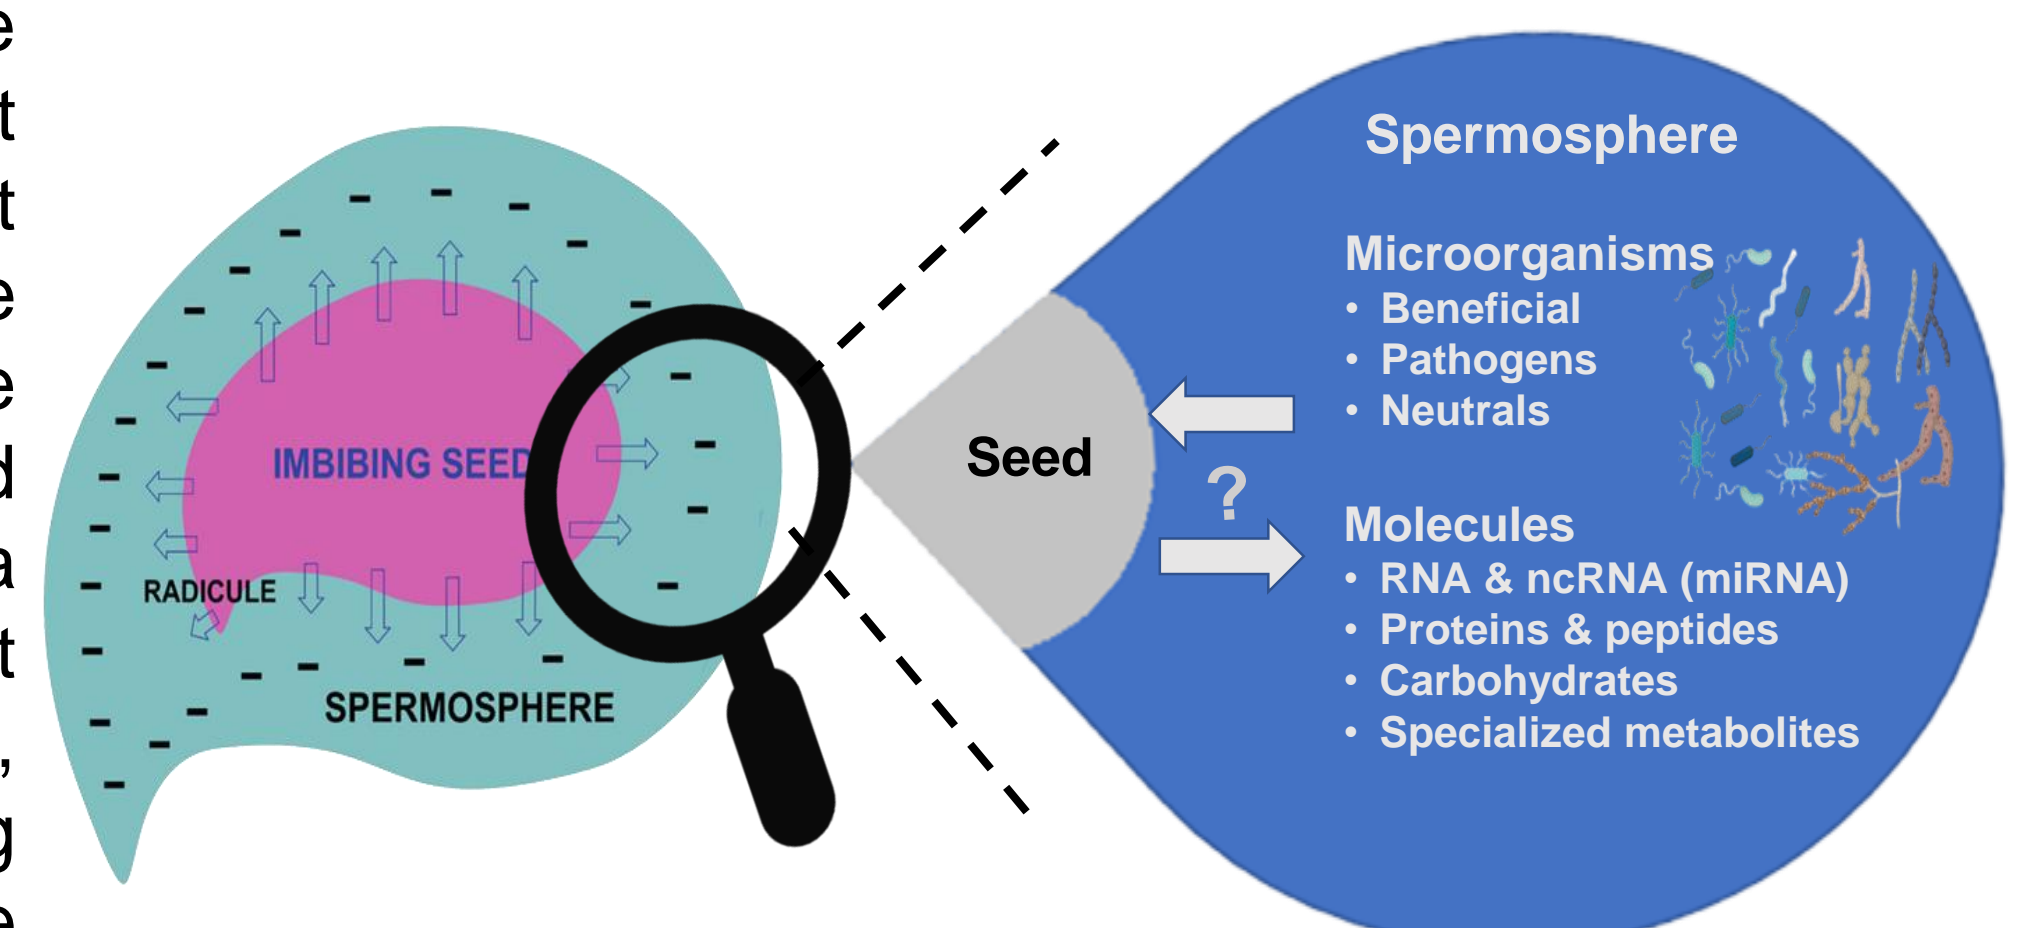 e
t
t
e
e
d
a
t
,
g
e
IMBIBING SEED
RADICULE
SPERMOSPHERE
Seed
?
Spermosphere
Microorganisms
• Beneficial
• Pathogens
• Neutrals
Molecules
• RNA & ncRNA (miRNA)
• Proteins & peptides
• Carbohydrates
• Specialized metabolites